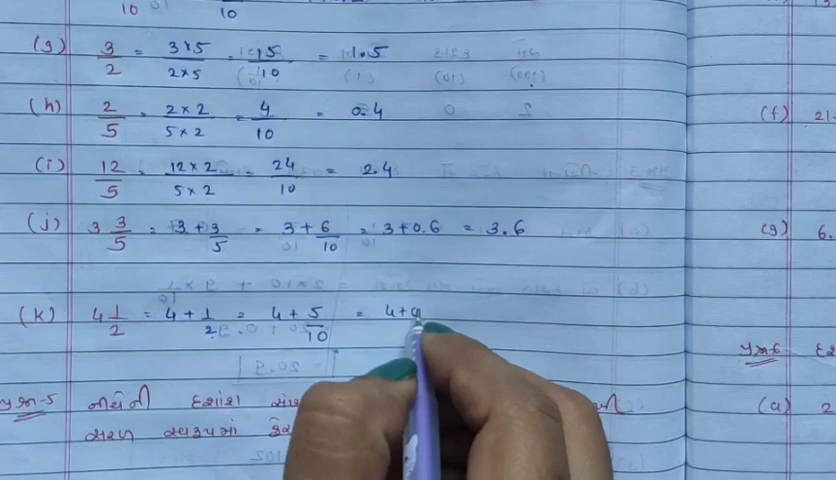 10 10
(g) 3/2 = 3×5/2×5 = 15/10 = 1.5
(h) 2/5 = 2×2/5×2 = 4/10 = 0.4
(i) 12/5 = 12×2/5×2 = 24/10 = 2.4
(j) 3 3/5 = 3+3/5 = 3+6/10 = 3+0.6 = 3.6
(k) 4 1/2 = 4+1/2 = 4+5/10 = 4+
પ્રશ્ન-5 નીચેની દશાંશ
સરળ સ્વરૂપમાં
(f) 21.
(g) 6.
પ્રશ્ન-6
(a) 2